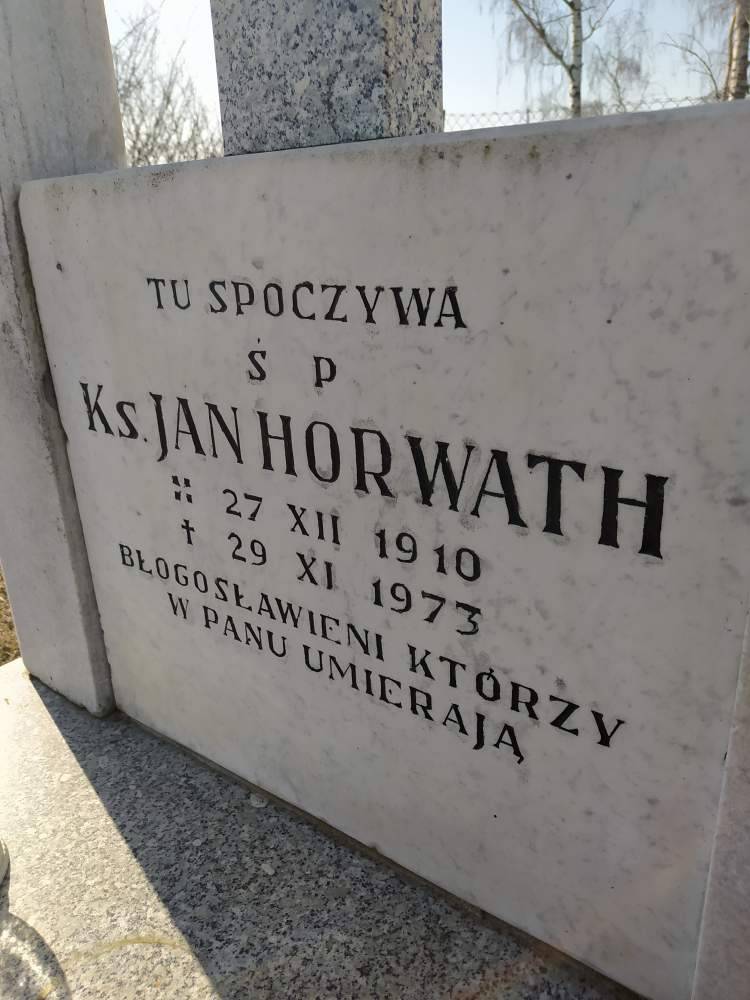 TU SPOCZYWA
Ś P
Ks. JAN HORWATH
27 XII 1910
† 29 XI 1973
BŁOGOSŁAWIENI KTÓRZY
W PANU UMIERAJĄ